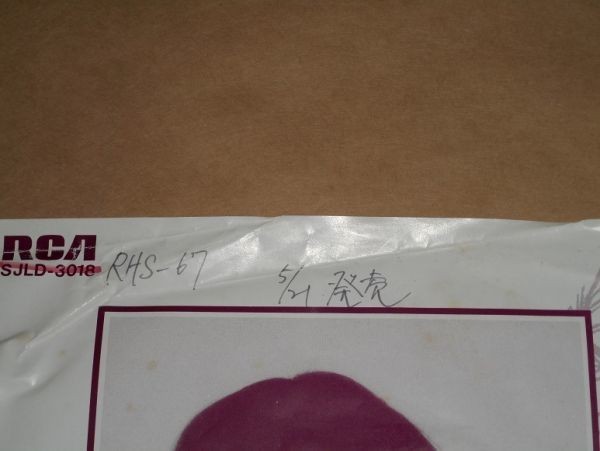 RCA
SJLD-3018
RHS-67 5/21 発売